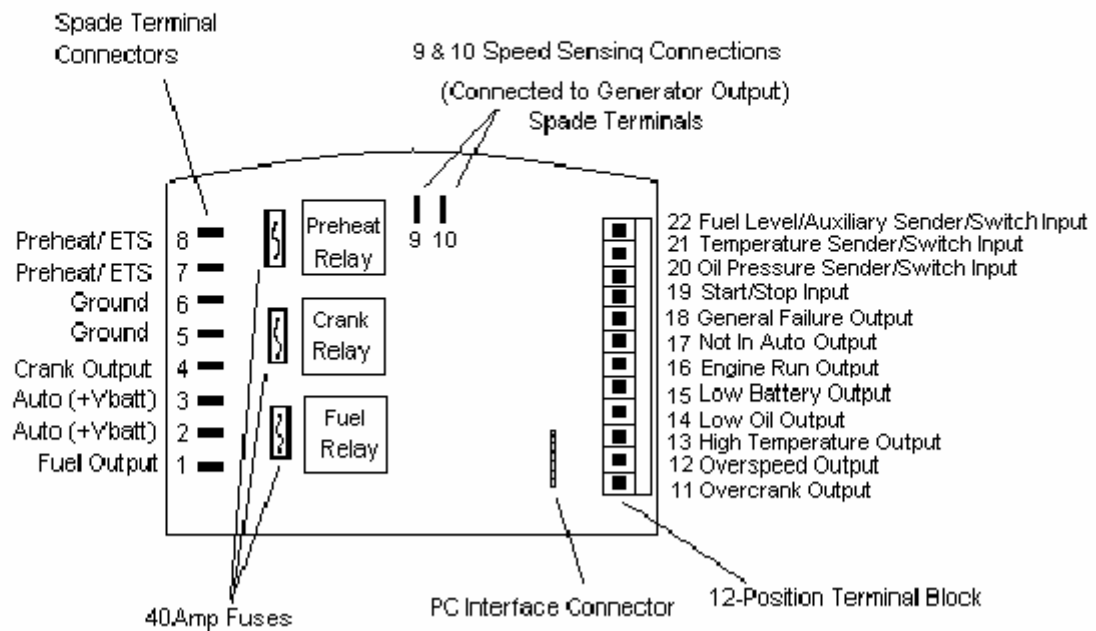 Spade Terminal
Connectors
9 & 10 Speed Sensing Connections
(Connected to Generator Output)
Spade Terminals
Preheat/ ETS 8
Preheat/ ETS 7
Ground 6
Ground 5
Crank Output 4
Auto (+Vbatt) 3
Auto (+Vbatt) 2
Fuel Output 1
Preheat
Relay
Crank
Relay
Fuel
Relay
9 10
22 Fuel Level/Auxiliary Sender/Switch Input
21 Temperature Sender/Switch Input
20 Oil Pressure Sender/Switch Input
19 Start/Stop Input
18 General Failure Output
17 Not In Auto Output
16 Engine Run Output
15 Low Battery Output
14 Low Oil Output
13 High Temperature Output
12 Overspeed Output
11 Overcrank Output
40Amp Fuses
PC Interface Connector
12-Position Terminal Block